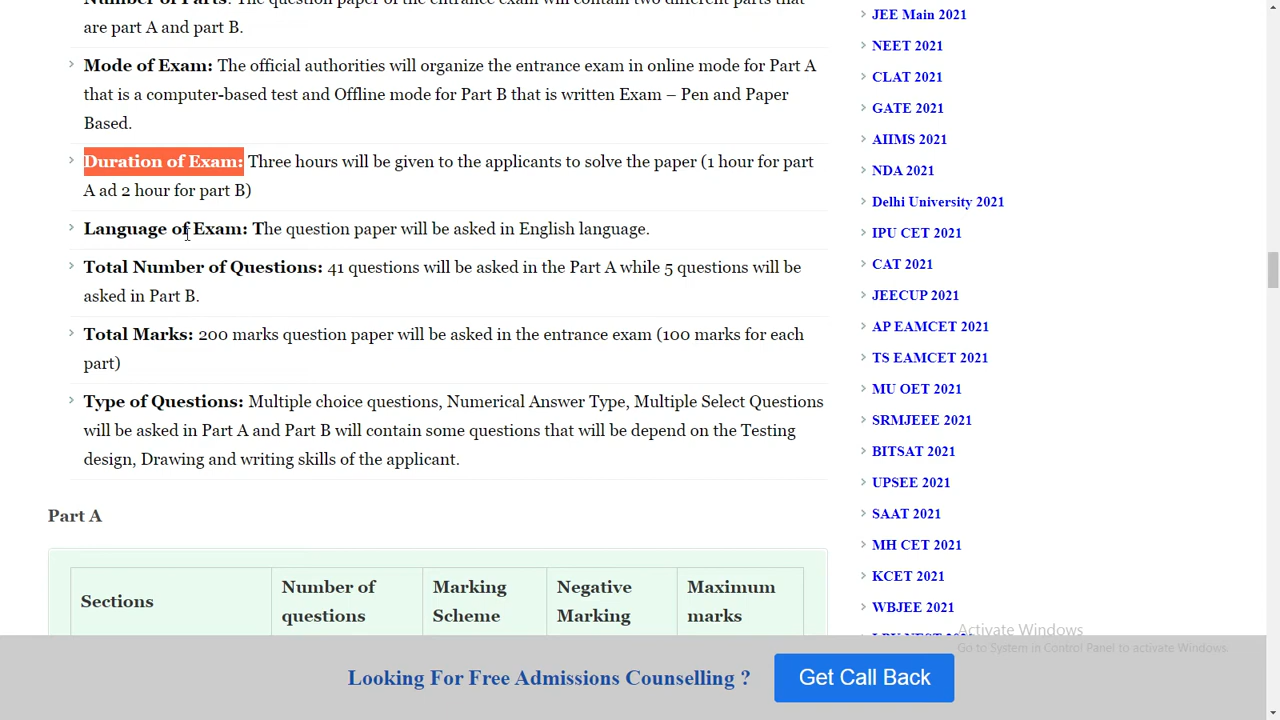 Number of Parts: The question paper of the entrance exam will contain two different parts that
are part A and part B.
Mode of Exam: The official authorities will organize the entrance exam in online mode for Part A
that is a computer-based test and Offline mode for Part B that is written Exam – Pen and Paper
Based.
Duration of Exam: Three hours will be given to the applicants to solve the paper (1 hour for part
A ad 2 hour for part B)
Language of Exam: The question paper will be asked in English language.
Total Number of Questions: 41 questions will be asked in the Part A while 5 questions will be
asked in Part B.
Total Marks: 200 marks question paper will be asked in the entrance exam (100 marks for each
part)
Type of Questions: Multiple choice questions, Numerical Answer Type, Multiple Select Questions
will be asked in Part A and Part B will contain some questions that will be depend on the Testing
design, Drawing and writing skills of the applicant.
Part A
Sections
Number of
questions
Marking
Scheme
Negative
Marking
Maximum
marks
JEE Main 2021
NEET 2021
CLAT 2021
GATE 2021
AIIMS 2021
NDA 2021
Delhi University 2021
IPU CET 2021
CAT 2021
JEECUP 2021
AP EAMCET 2021
TS EAMCET 2021
MU OET 2021
SRMJEEE 2021
BITSAT 2021
UPSEE 2021
SAAT 2021
MH CET 2021
KCET 2021
WBJEE 2021
Activate Windows
Go to System in Control Panel to activate Windows.
Looking For Free Admissions Counselling ?
Get Call Back